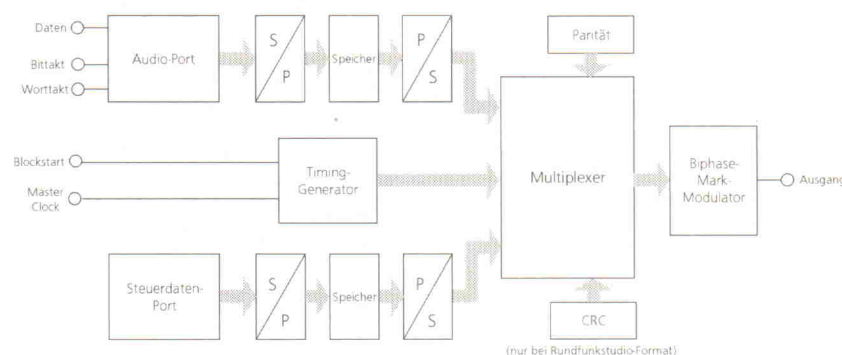 Daten
Bittakt
Worttakt
Audio-Port
S
P
Speicher
P
S
Parität
Blockstart
Master
Clock
Timing-
Generator
Multiplexer
Biphase-
Mark-
Modulator
Ausgang
Steuerdaten-
Port
S
P
Speicher
P
S
CRC
(nur bei Rundfunkstudio-Format)